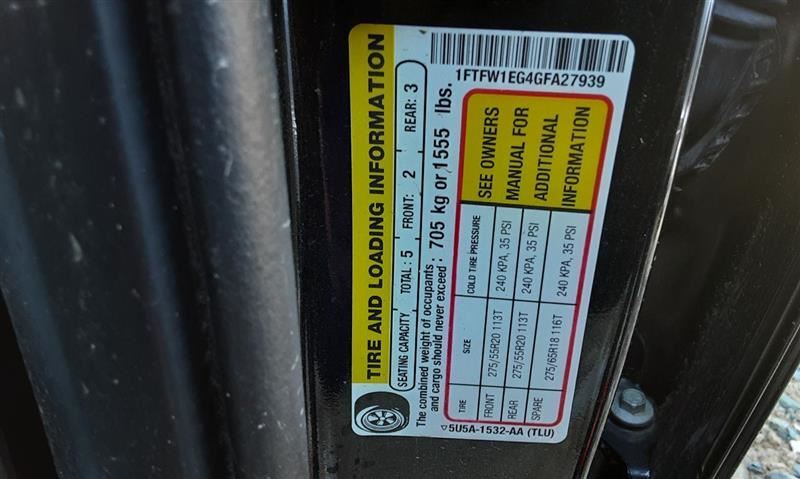 1FTFW1EG4GFA27939
TIRE AND LOADING INFORMATION
SEATING CAPACITY TOTAL: 5 FRONT: 2 REAR: 3
The combined weight of occupants
and cargo should never exceed: 705 kg or 1555 lbs.
TIRE SIZE COLD TIRE PRESSURE
FRONT 275/55R20 113T 240 KPA, 35 PSI
REAR 275/55R20 113T 240 KPA, 35 PSI
SPARE 275/65R18 116T 240 KPA, 35 PSI
SEE OWNERS
MANUAL FOR
ADDITIONAL
INFORMATION
▽5U5A-1532-AA (TLU)